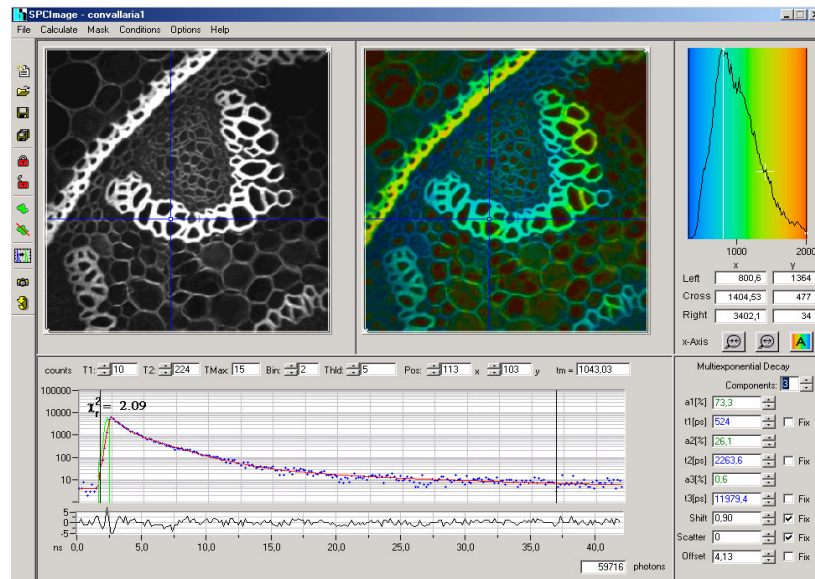 SPCImage - convallaria1
File Calculate Mask Conditions Options Help
1000 2000
x y
Left 800,6 1364
Cross 1404,53 477
Right 3402,1 34
x-Axis A
counts T1: 10 T2: 224 TMax: 15 Bin: 2 Thld: 5 Pos: 113 x 103 y tm = 1043,03
Multiexponential Decay
Components: 3
a1[%] 73,3
t1[ps] 524 Fix
a2[%] 26,1
t2[ps] 2263,6 Fix
a3[%] 0,6
t3[ps] 11979,4 Fix
Shift 0,90 Fix
Scatter 0 Fix
Offset 4,13 Fix
100000
10000
1000
100
10
χ²r = 2.09
5
0
-5
ns 0,0 5,0 10,0 15,0 20,0 25,0 30,0 35,0 40,0
59716 photons